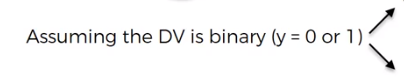 Assuming the DV is binary (y = 0 or 1)